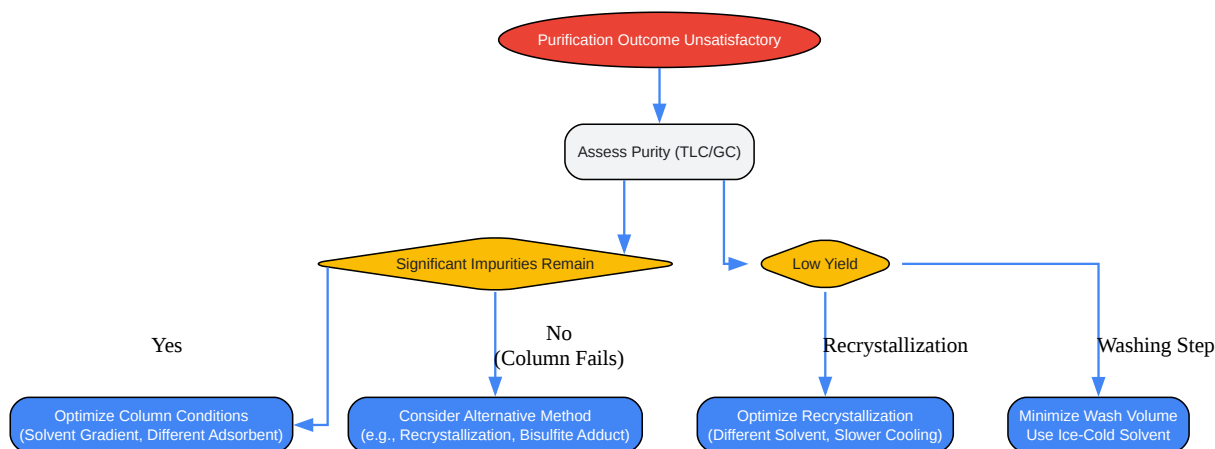 Purification Outcome Unsatisfactory
Assess Purity (TLC/GC)
Significant Impurities Remain
Low Yield
Yes
No
(Column Fails)
Recrystallization
Washing Step
Optimize Column Conditions
(Solvent Gradient, Different Adsorbent)
Consider Alternative Method
(e.g., Recrystallization, Bisulfite Adduct)
Optimize Recrystallization
(Different Solvent, Slower Cooling)
Minimize Wash Volume
Use Ice-Cold Solvent